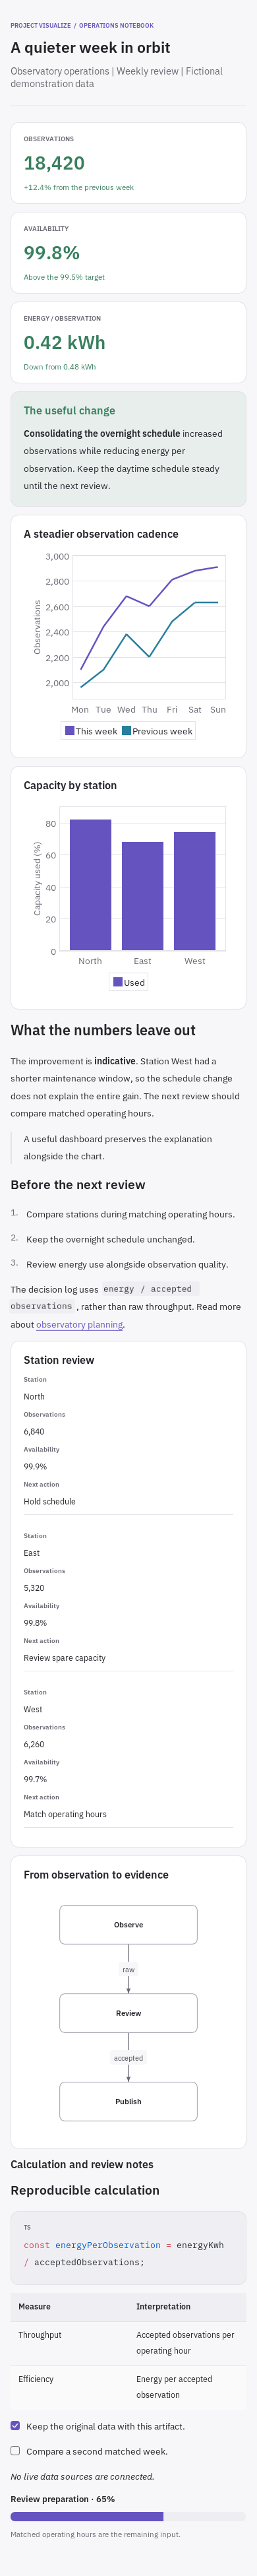 PROJECT VISUALIZE / OPERATIONS NOTEBOOK
A quieter week in orbit
Observatory operations | Weekly review | Fictional
demonstration data
OBSERVATIONS
18,420
+12.4% from the previous week
AVAILABILITY
99.8%
Above the 99.5% target
ENERGY / OBSERVATION
0.42 kWh
Down from 0.48 kWh
The useful change
Consolidating the overnight schedule increased
observations while reducing energy per
observation. Keep the daytime schedule steady
until the next review.
A steadier observation cadence
3,000
2,800
2,600
2,400
2,200
2,000
Observations
Mon Tue Wed Thu Fri Sat Sun
This week Previous week
Capacity by station
80
60
40
20
0
Capacity used (%)
North East West
Used
What the numbers leave out
The improvement is indicative. Station West had a
shorter maintenance window, so the schedule change
does not explain the entire gain. The next review should
compare matched operating hours.
A useful dashboard preserves the explanation
alongside the chart.
Before the next review
1. Compare stations during matching operating hours.
2. Keep the overnight schedule unchanged.
3. Review energy use alongside observation quality.
The decision log uses energy / accepted
observations, rather than raw throughput. Read more
about observatory planning.
Station review
Station
North
Observations
6,840
Availability
99.9%
Next action
Hold schedule
Station
East
Observations
5,320
Availability
99.8%
Next action
Review spare capacity
Station
West
Observations
6,260
Availability
99.7%
Next action
Match operating hours
From observation to evidence
Observe
raw
Review
accepted
Publish
Calculation and review notes
Reproducible calculation
TS
const energyPerObservation = energyKwh
/ acceptedObservations;
Measure Interpretation
Throughput Accepted observations per
operating hour
Efficiency Energy per accepted
observation
Keep the original data with this artifact.
Compare a second matched week.
No live data sources are connected.
Review preparation · 65%
Matched operating hours are the remaining input.